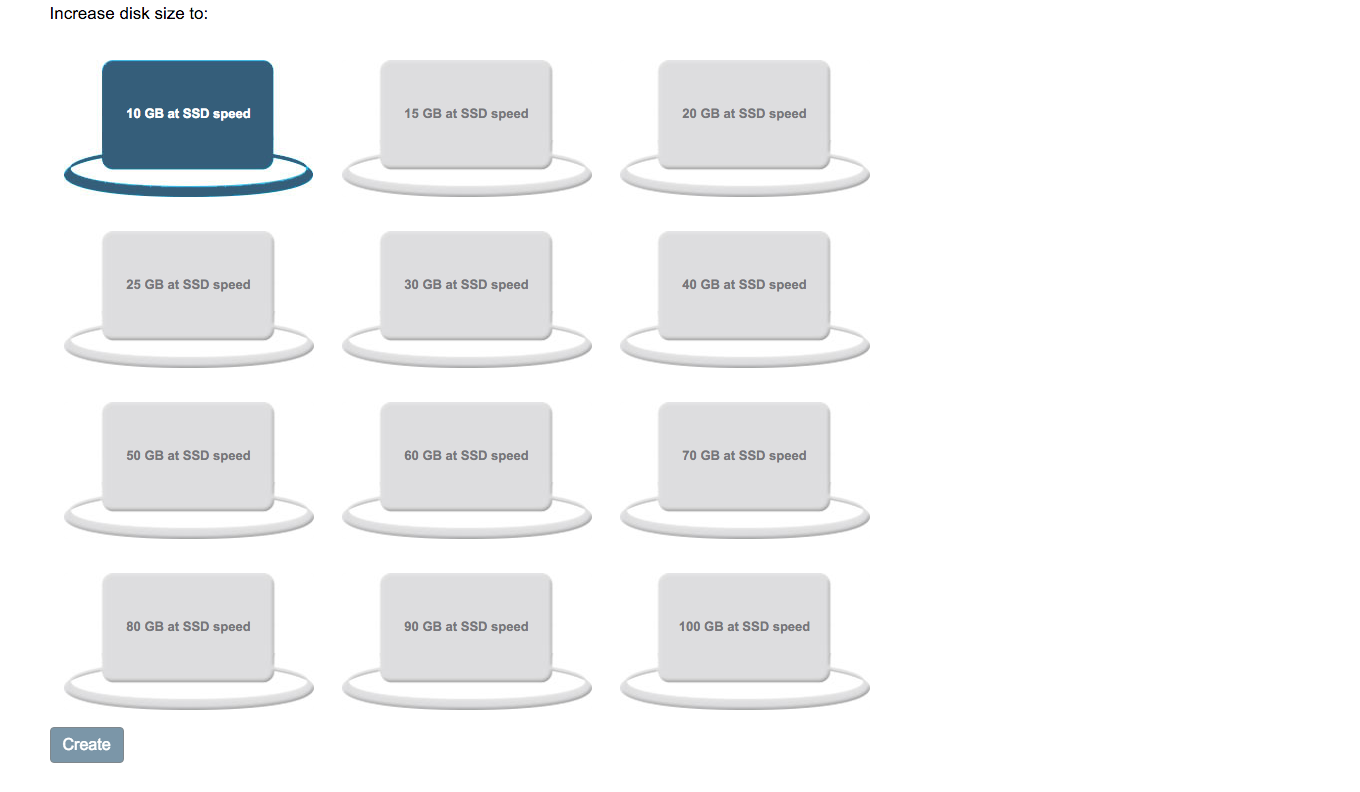 Increase disk size to:
10 GB at SSD speed
15 GB at SSD speed
20 GB at SSD speed
25 GB at SSD speed
30 GB at SSD speed
40 GB at SSD speed
50 GB at SSD speed
60 GB at SSD speed
70 GB at SSD speed
80 GB at SSD speed
90 GB at SSD speed
100 GB at SSD speed
Create